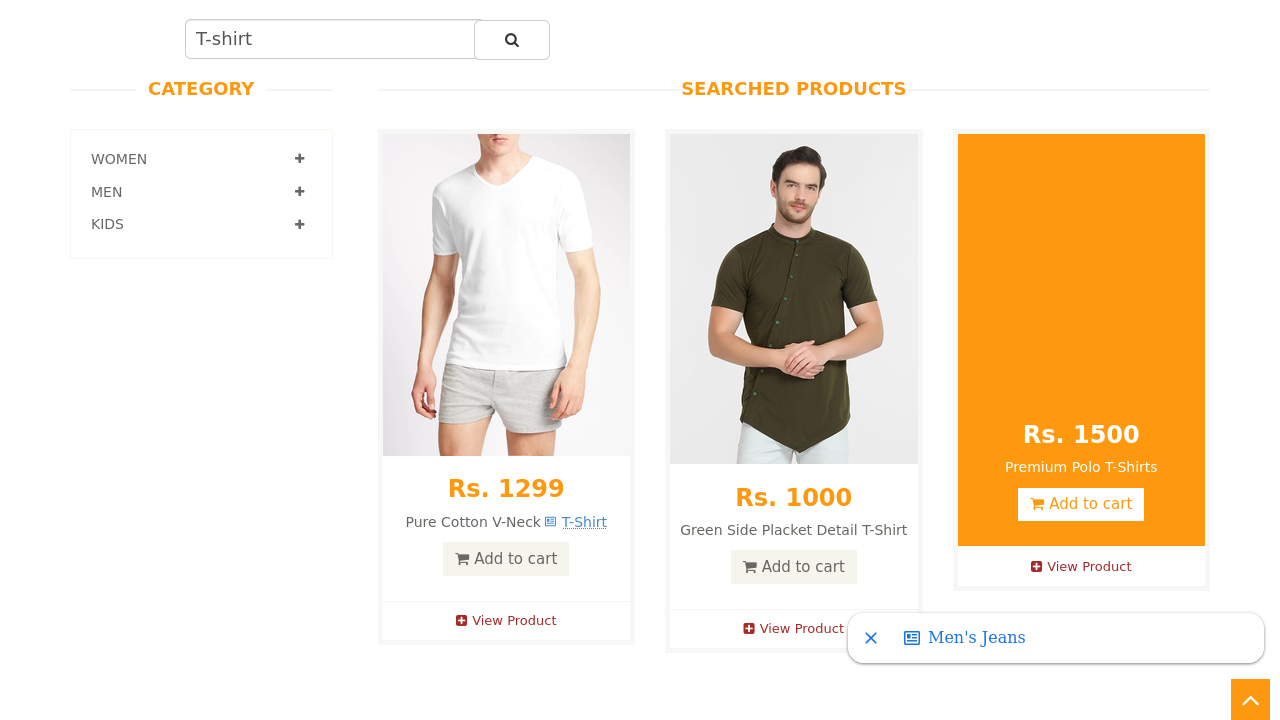 T-shirt
CATEGORY
SEARCHED PRODUCTS
WOMEN
MEN
KIDS
Rs. 1299
Pure Cotton V-Neck T-Shirt
Add to cart
View Product
Rs. 1000
Green Side Placket Detail T-Shirt
Add to cart
View Product
Rs. 1500
Premium Polo T-Shirts
Add to cart
View Product
Men's Jeans